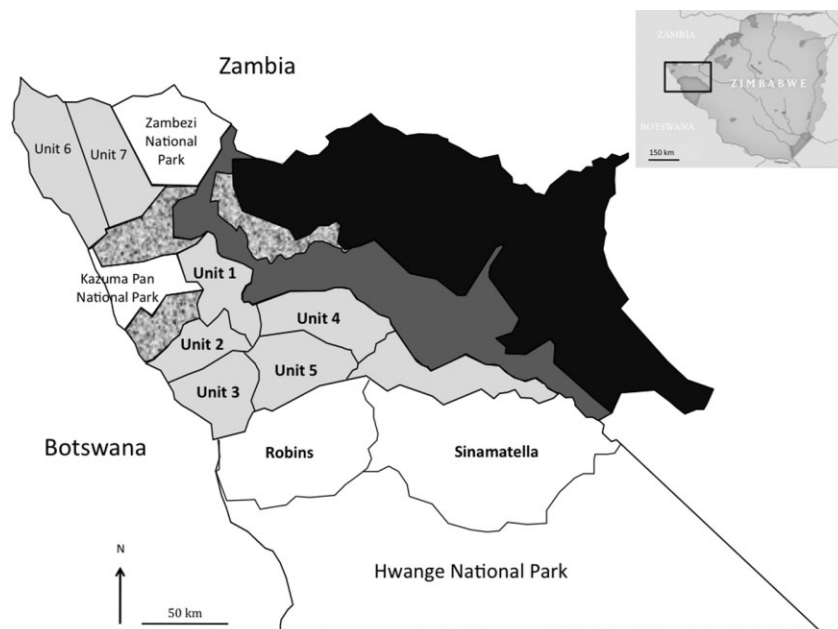 Zambia
ZAMBIA
ZIMBABWE
BOTSWANA
150 km
Zambezi
National
Park
Unit 6
Unit 7
Kazuma Pan
National Park
Unit 1
Unit 4
Unit 2
Unit 5
Unit 3
Botswana
Robins
Sinamatella
Hwange National Park
N
50 km